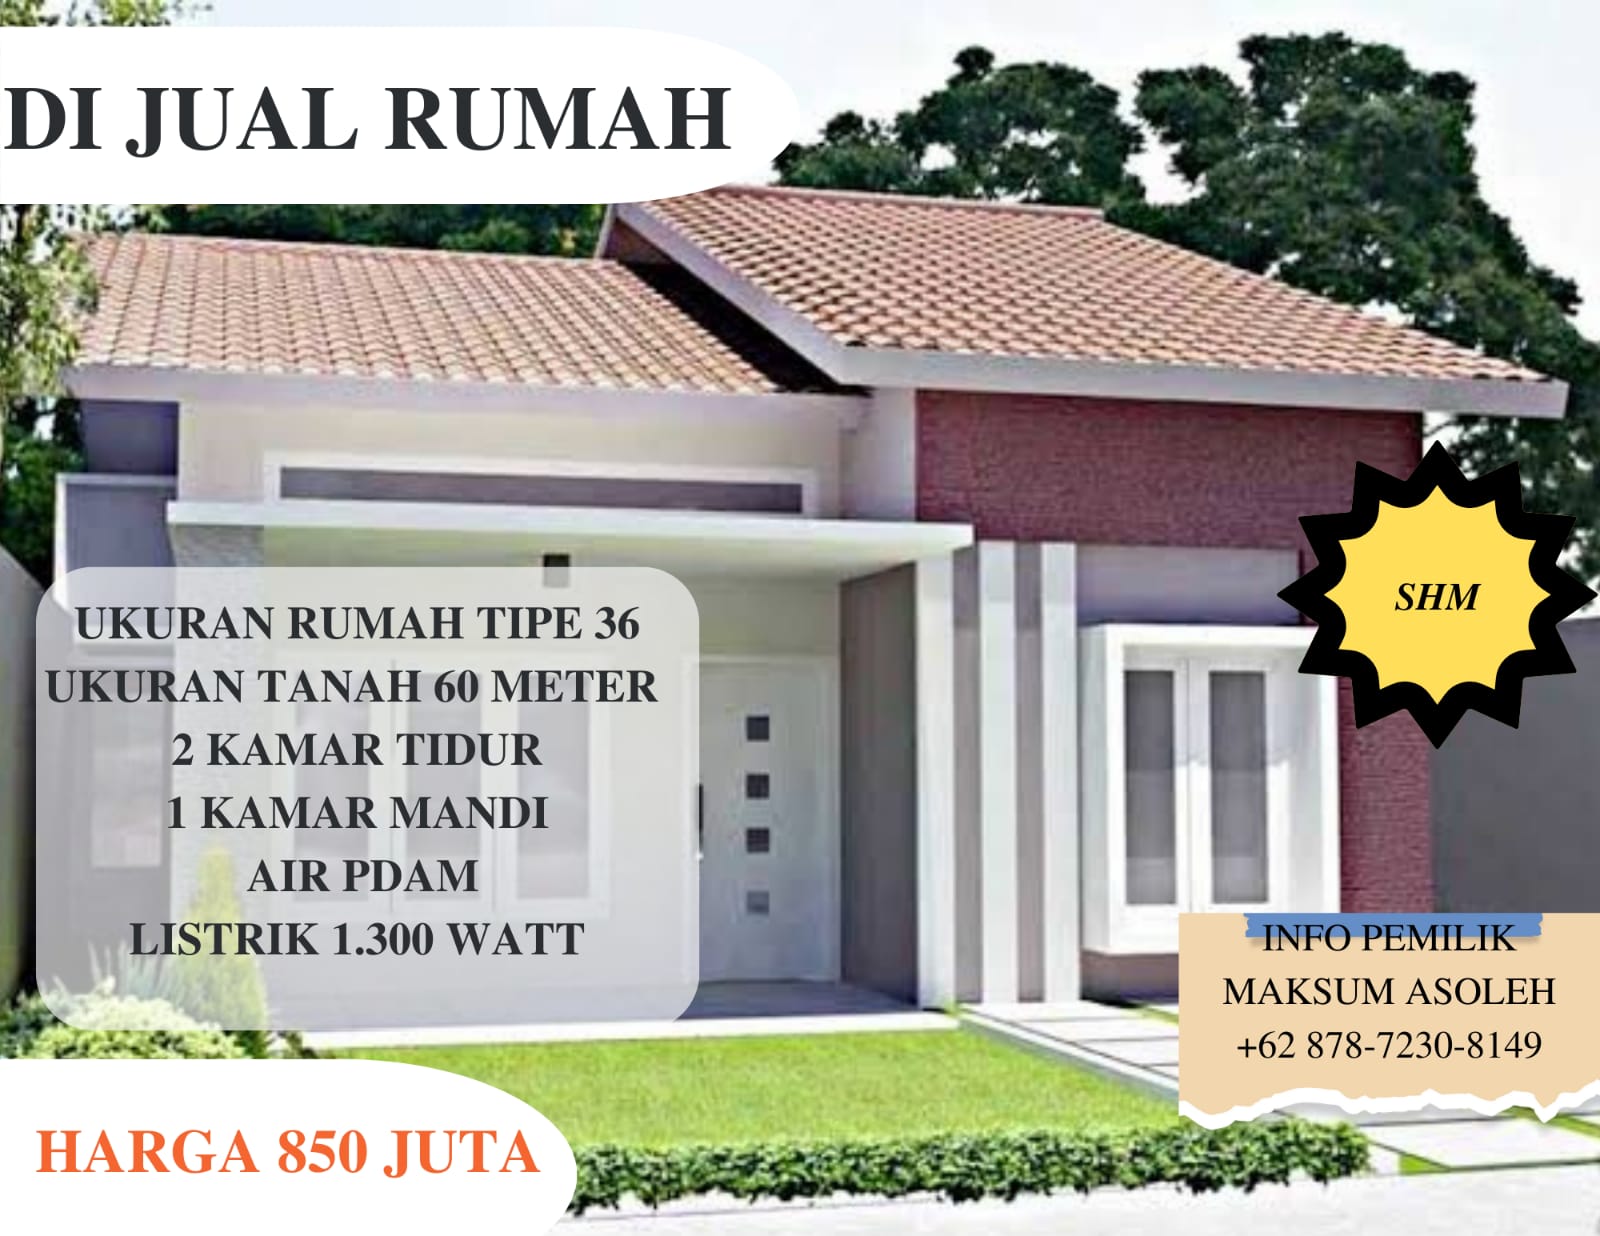 DI JUAL RUMAH
UKURAN RUMAH TIPE 36
UKURAN TANAH 60 METER
2 KAMAR TIDUR
1 KAMAR MANDI
AIR PDAM
LISTRIK 1.300 WATT
SHM
INFO PEMILIK
MAKSUM ASOLEH
+62 878-7230-8149
HARGA 850 JUTA